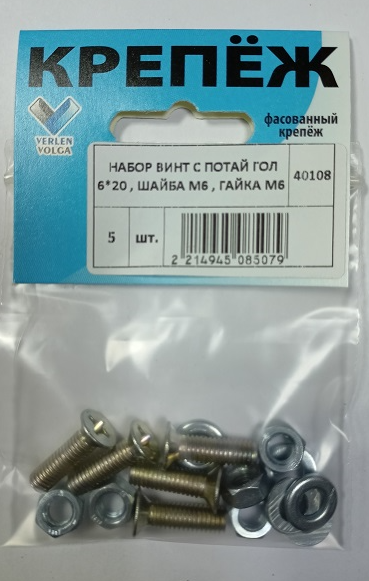 КРЕПЁЖ
VERLEN
VOLGA
фасованный
крепёж
НАБОР ВИНТ С ПОТАЙ ГОЛ
6*20 , ШАЙБА М6 , ГАЙКА М6
40108
5 шт.
2 214945 085079